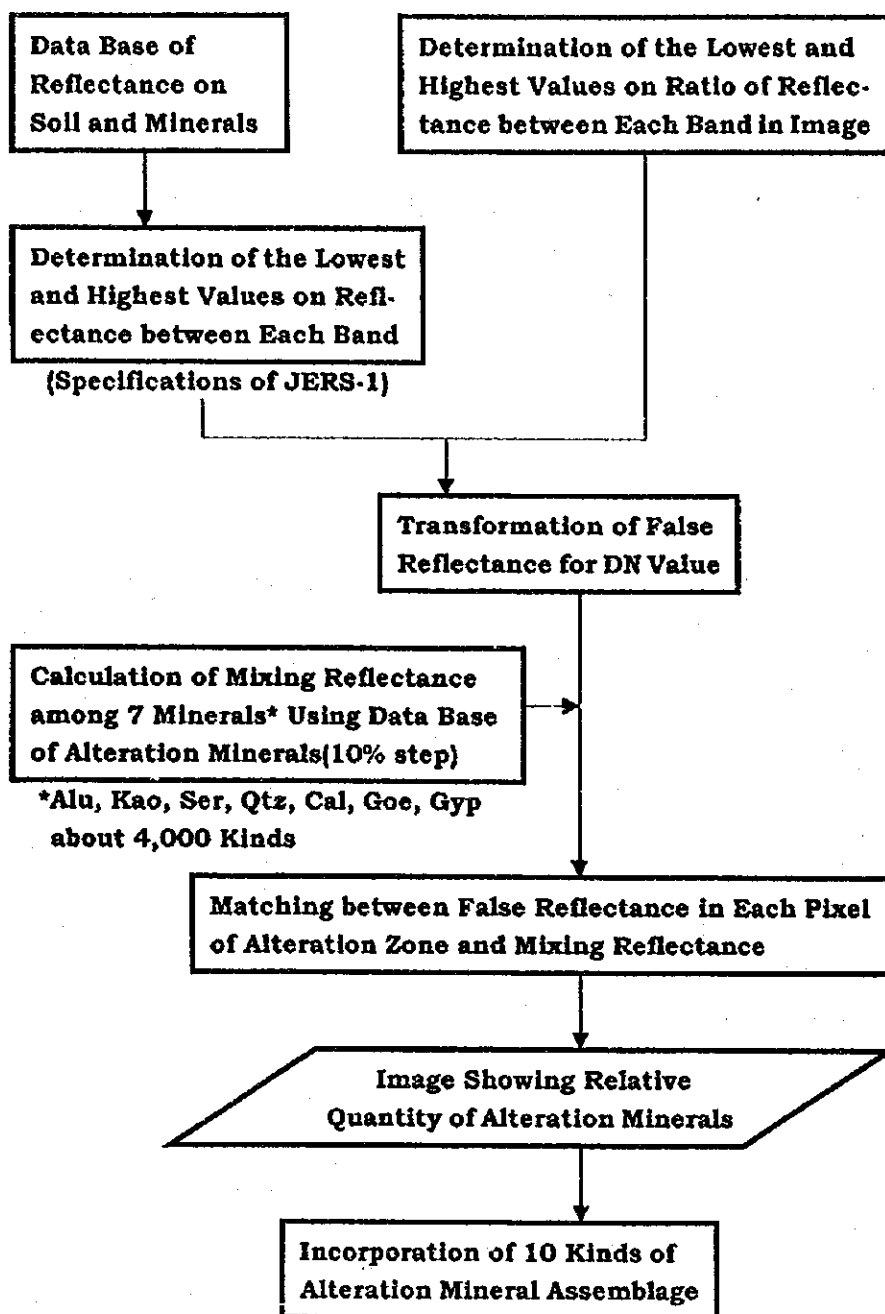 Data Base of
Reflectance on
Soil and Minerals
Determination of the Lowest and
Highest Values on Ratio of Reflec-
tance between Each Band in Image
Determination of the Lowest
and Highest Values on Refl-
ectance between Each Band
(Specifications of JERS-1)
Transformation of False
Reflectance for DN Value
Calculation of Mixing Reflectance
among 7 Minerals* Using Data Base
of Alteration Minerals(10% step)
*Alu, Kao, Ser, Qtz, Cal, Goe, Gyp
about 4,000 Kinds
Matching between False Reflectance in Each Pixel
of Alteration Zone and Mixing Reflectance
Image Showing Relative
Quantity of Alteration Minerals
Incorporation of 10 Kinds of
Alteration Mineral Assemblage